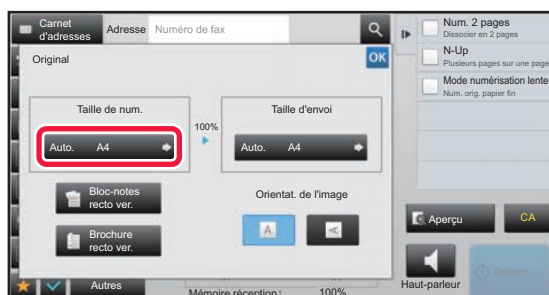 Carnet
d'adresses
Adresse
Numéro de fax
Original
OK
Taille de num.
100%
Taille d'envoi
Auto. A4
Auto. A4
Bloc-notes
recto ver.
Orientat. de l'image
A
A
Brochure
recto ver.
Autres
Mémoire réception:
100%
Num. 2 pages
Dissocier en 2 pages
N-Up
Plusieurs pages sur une page
Mode numérisation lente
Num. orig. papier fin
Aperçu
CA
Haut-parleur
Départ